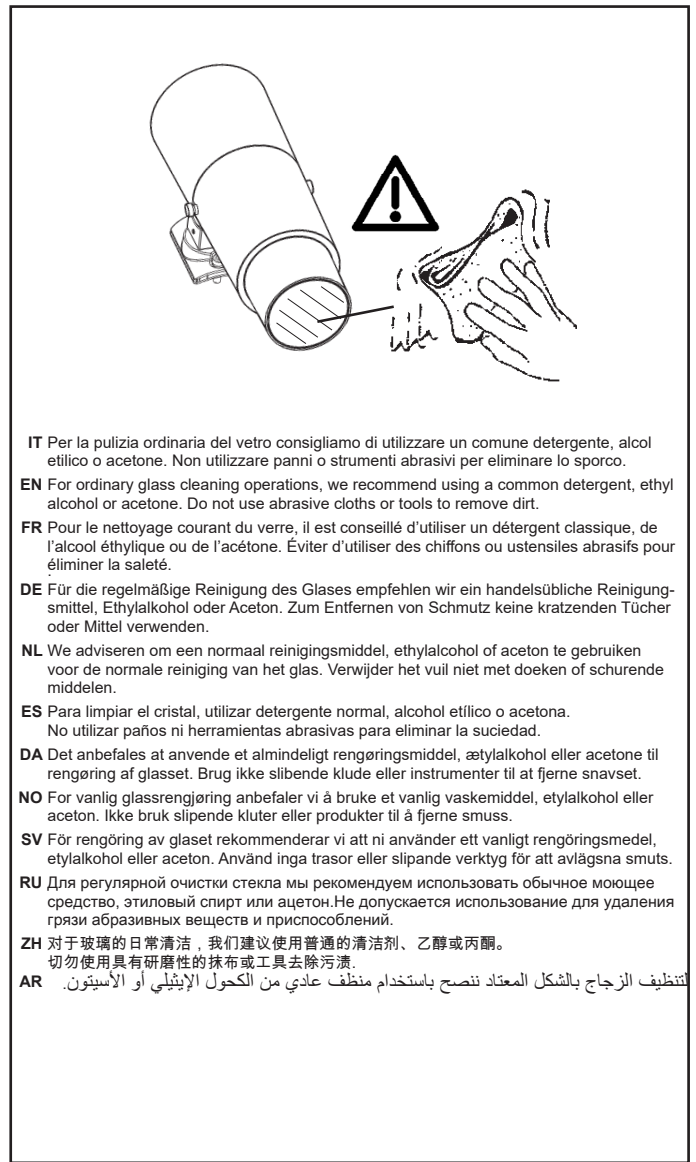 IT Per la pulizia ordinaria del vetro consigliamo di utilizzare un comune detergente, alcol
etilico o acetone. Non utilizzare panni o strumenti abrasivi per eliminare lo sporco.
EN For ordinary glass cleaning operations, we recommend using a common detergent, ethyl
alcohol or acetone. Do not use abrasive cloths or tools to remove dirt.
FR Pour le nettoyage courant du verre, il est conseillé d’utiliser un détergent classique, de
l’alcool éthylique ou de l’acétone. Éviter d’utiliser des chiffons ou ustensiles abrasifs pour
éliminer la saleté.
.
DE Für die regelmäßige Reinigung des Glases empfehlen wir ein handelsübliche Reinigung-
smittel, Ethylalkohol oder Aceton. Zum Entfernen von Schmutz keine kratzenden Tücher
oder Mittel verwenden.
NL We adviseren om een normaal reinigingsmiddel, ethylalcohol of aceton te gebruiken
voor de normale reiniging van het glas. Verwijder het vuil niet met doeken of schurende
middelen.
ES Para limpiar el cristal, utilizar detergente normal, alcohol etílico o acetona.
No utilizar paños ni herramientas abrasivas para eliminar la suciedad.
DA Det anbefales at anvende et almindeligt rengøringsmiddel, ætylalkohol eller acetone til
rengøring af glasset. Brug ikke slibende klude eller instrumenter til at fjerne snavset.
NO For vanlig glassrengjøring anbefaler vi å bruke et vanlig vaskemiddel, etylalkohol eller
aceton. Ikke bruk slipende kluter eller produkter til å fjerne smuss.
SV För rengöring av glaset rekommenderar vi att ni använder ett vanligt rengöringsmedel,
etylalkohol eller aceton. Använd inga trasor eller slipande verktyg för att avlägsna smuts.
RU Для регулярной очистки стекла мы рекомендуем использовать обычное моющее
средство, этиловый спирт или ацетон.Не допускается использование для удаления
грязи абразивных веществ и приспособлений.
ZH 对于玻璃的日常清洁，我们建议使用普通的清洁剂、乙醇或丙酮。
切勿使用具有研磨性的抹布或工具去除污渍.
AR لتنظيف الزجاج بالشكل المعتاد ننصح باستخدام منظف عادي من الكحول الإيثيلي أو الأسيتون.